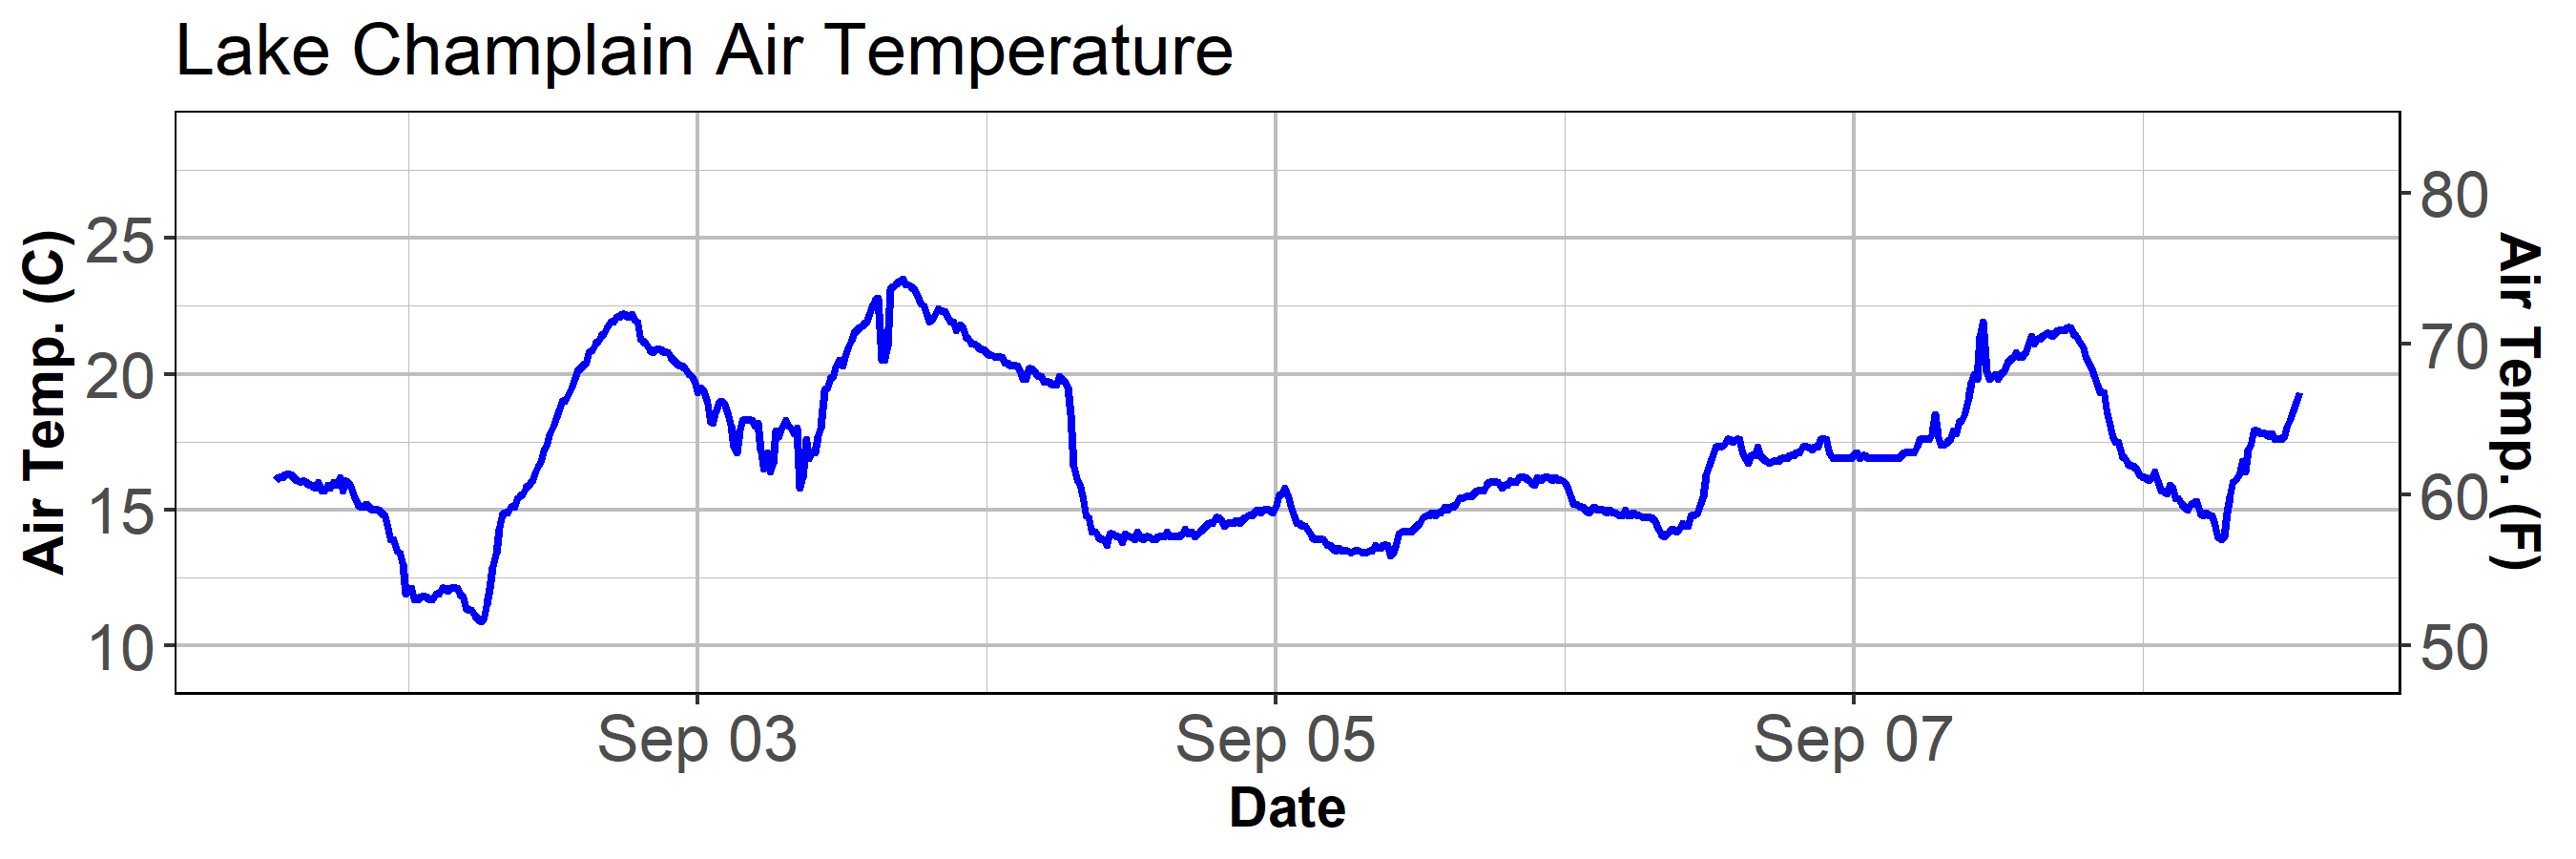 Lake Champlain Air Temperature
Air Temp. (C)
25
20
15
10
80
70
60
50
Air Temp. (F)
Sep 03
Sep 05
Sep 07
Date